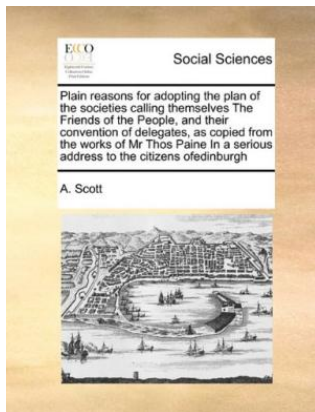 ECCO
Social Sciences
Plain reasons for adopting the plan of
the societies calling themselves The
Friends of the People, and their
convention of delegates, as copied from
the works of Mr Thos Paine In a serious
address to the citizens ofedinburgh
A. Scott